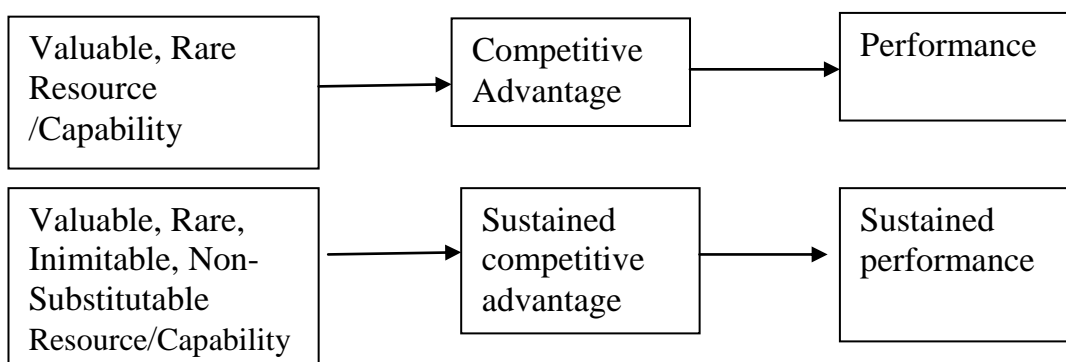 Valuable, Rare
Resource
/Capability
Competitive
Advantage
Performance
Valuable, Rare,
Inimitable, Non-
Substitutable
Resource/Capability
Sustained
competitive
advantage
Sustained
performance